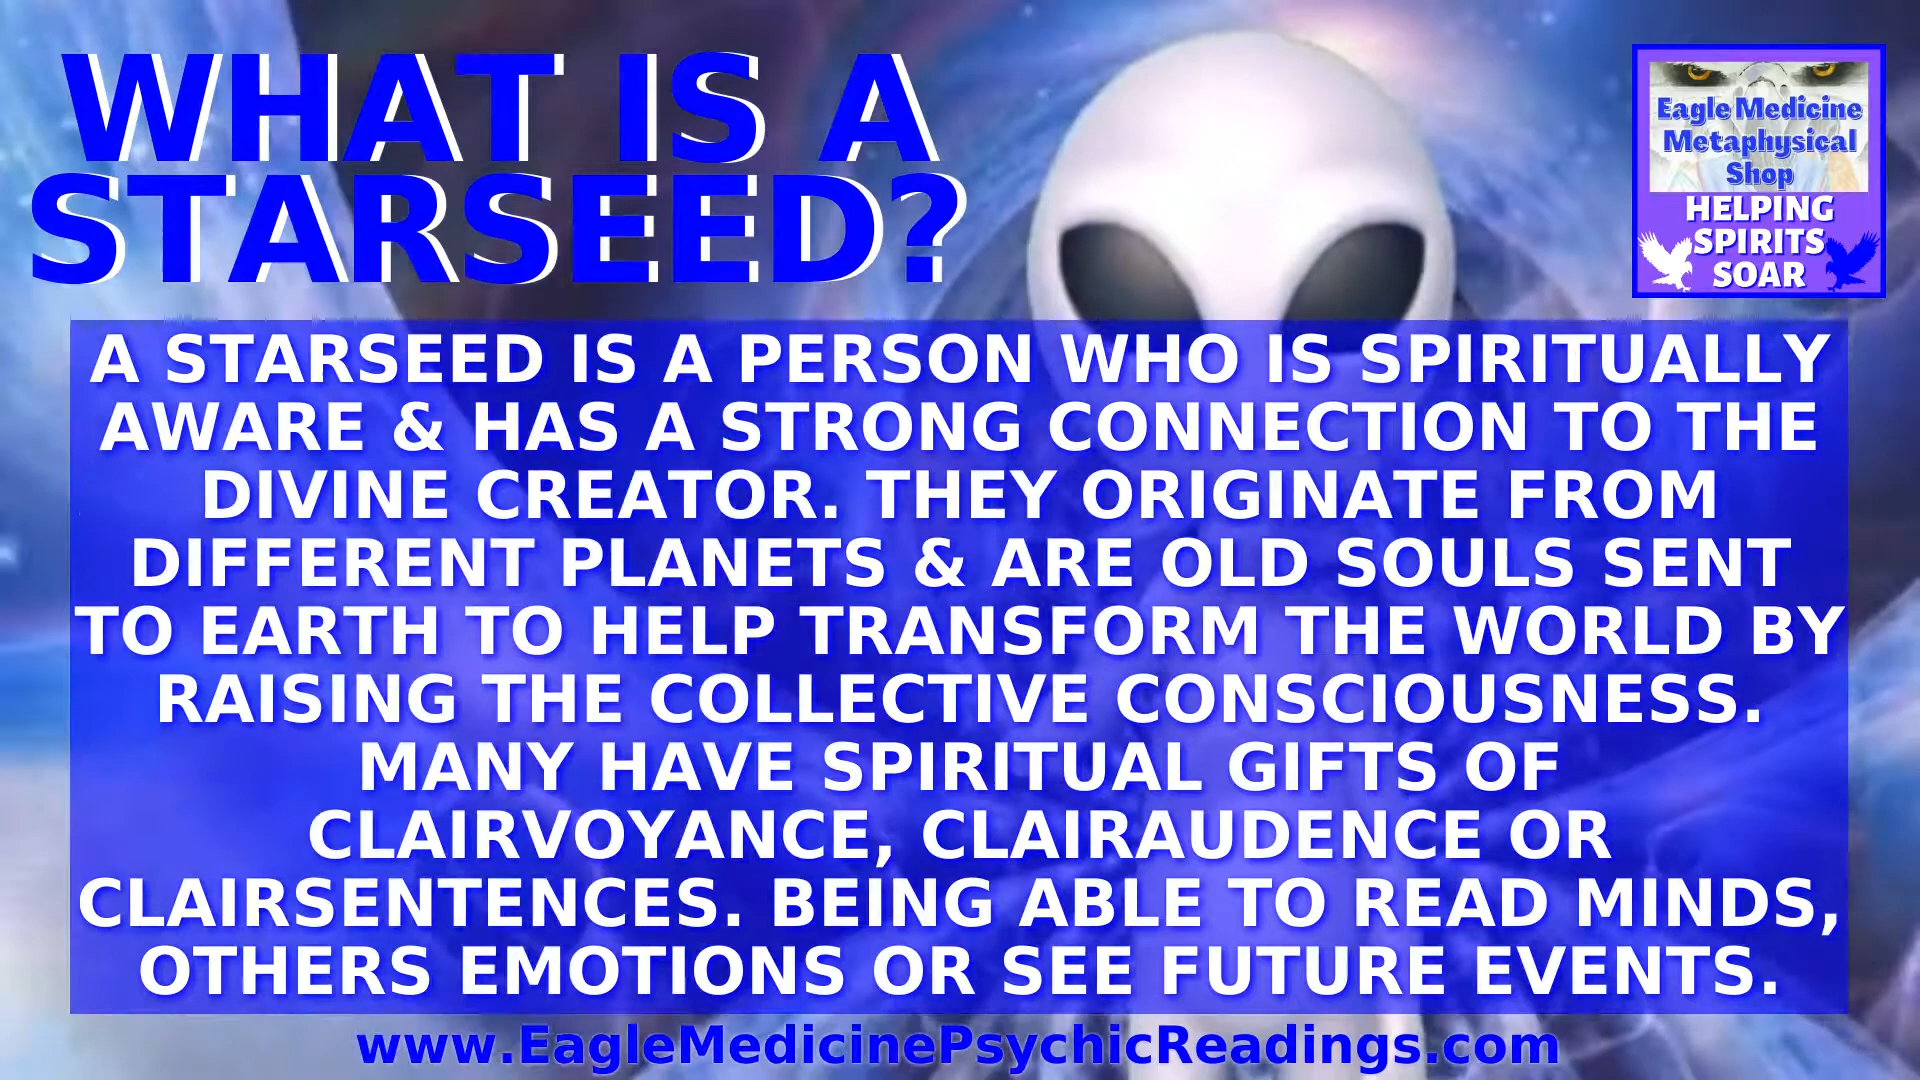 WHAT IS A
STARSEED?
Eagle Medicine
Metaphysical
Shop
HELPING
SPIRITS
SOAR
A STARSEED IS A PERSON WHO IS SPIRITUALLY
AWARE & HAS A STRONG CONNECTION TO THE
DIVINE CREATOR. THEY ORIGINATE FROM
DIFFERENT PLANETS & ARE OLD SOULS SENT
TO EARTH TO HELP TRANSFORM THE WORLD BY
RAISING THE COLLECTIVE CONSCIOUSNESS.
MANY HAVE SPIRITUAL GIFTS OF
CLAIRVOYANCE, CLAIRAUDENCE OR
CLAIRSENTENCES. BEING ABLE TO READ MINDS,
OTHERS EMOTIONS OR SEE FUTURE EVENTS.
www.EagleMedicinePsychicReadings.com